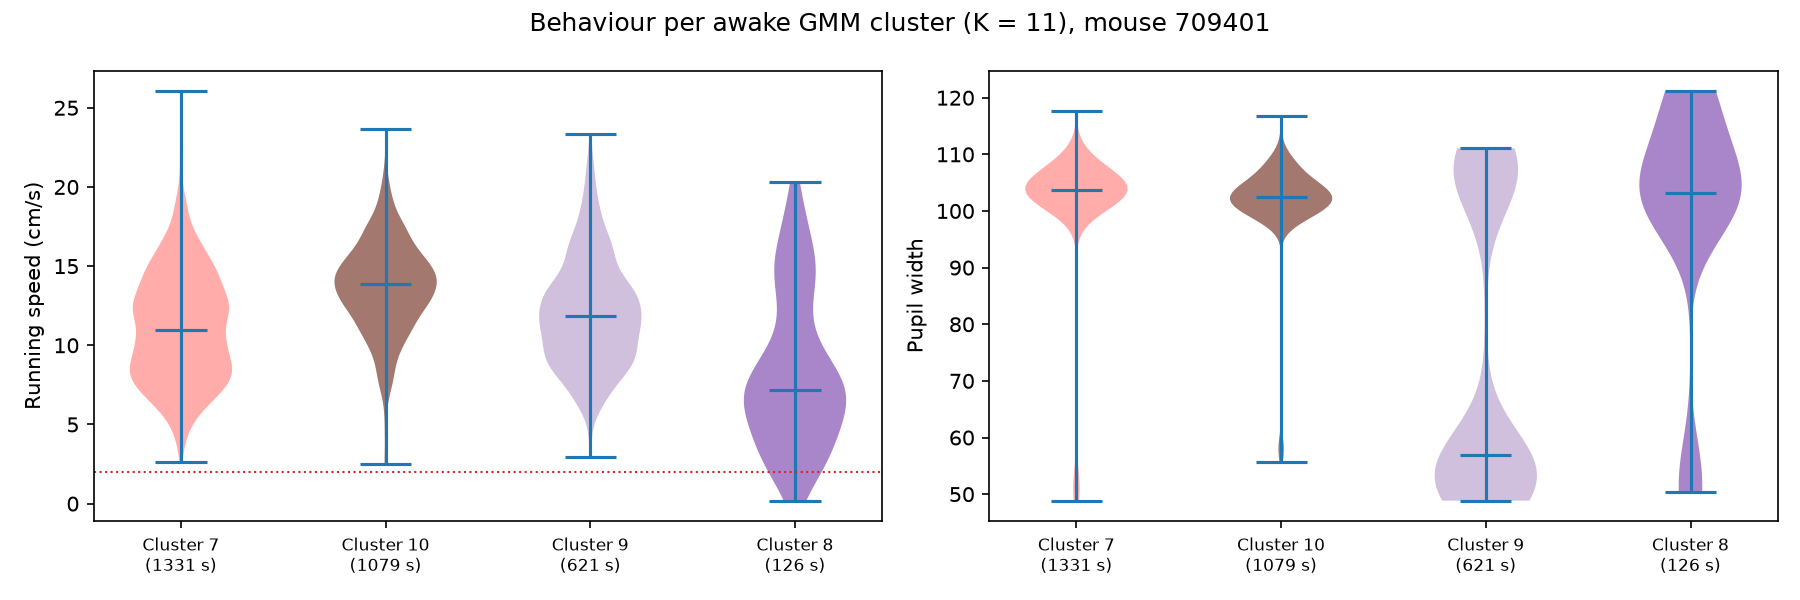 Behaviour per awake GMM cluster (K = 11), mouse 709401
Running speed (cm/s)
25
20
15
10
5
0
Cluster 7
(1331 s)
Cluster 10
(1079 s)
Cluster 9
(621 s)
Cluster 8
(126 s)
Pupil width
120
110
100
90
80
70
60
50
Cluster 7
(1331 s)
Cluster 10
(1079 s)
Cluster 9
(621 s)
Cluster 8
(126 s)